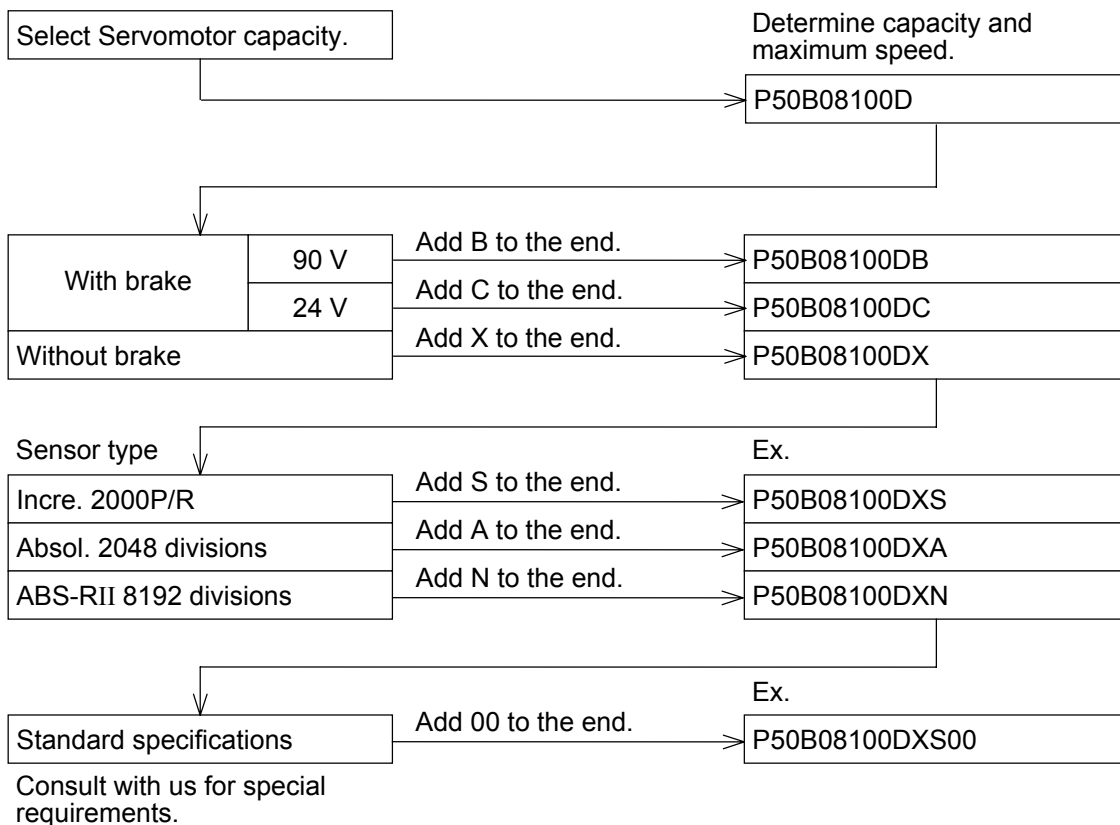 Select Servomotor capacity.
Determine capacity and
maximum speed.
P50B08100D
With brake
90 V
Add B to the end.
P50B08100DB
24 V
Add C to the end.
P50B08100DC
Without brake
Add X to the end.
P50B08100DX
Sensor type
Ex.
Incre. 2000P/R
Add S to the end.
P50B08100DXS
Absol. 2048 divisions
Add A to the end.
P50B08100DXA
ABS-RII 8192 divisions
Add N to the end.
P50B08100DXN
Ex.
Standard specifications
Add 00 to the end.
P50B08100DXS00
Consult with us for special
requirements.